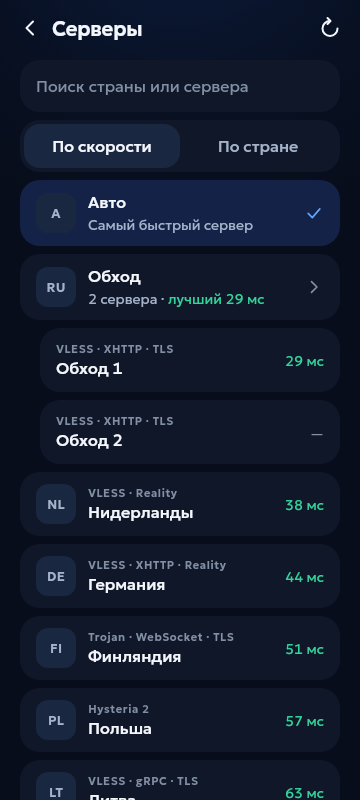 Серверы
Поиск страны или сервера
По скорости
По стране
A
Авто
Самый быстрый сервер
RU
Обход
2 сервера · лучший 29 мс
VLESS · XHTTP · TLS
Обход 1
29 мс
VLESS · XHTTP · TLS
Обход 2
—
NL
VLESS · Reality
Нидерланды
38 мс
DE
VLESS · XHTTP · Reality
Германия
44 мс
FI
Trojan · WebSocket · TLS
Финляндия
51 мс
PL
Hysteria 2
Польша
57 мс
LT
VLESS · gRPC · TLS
Литва
63 мс